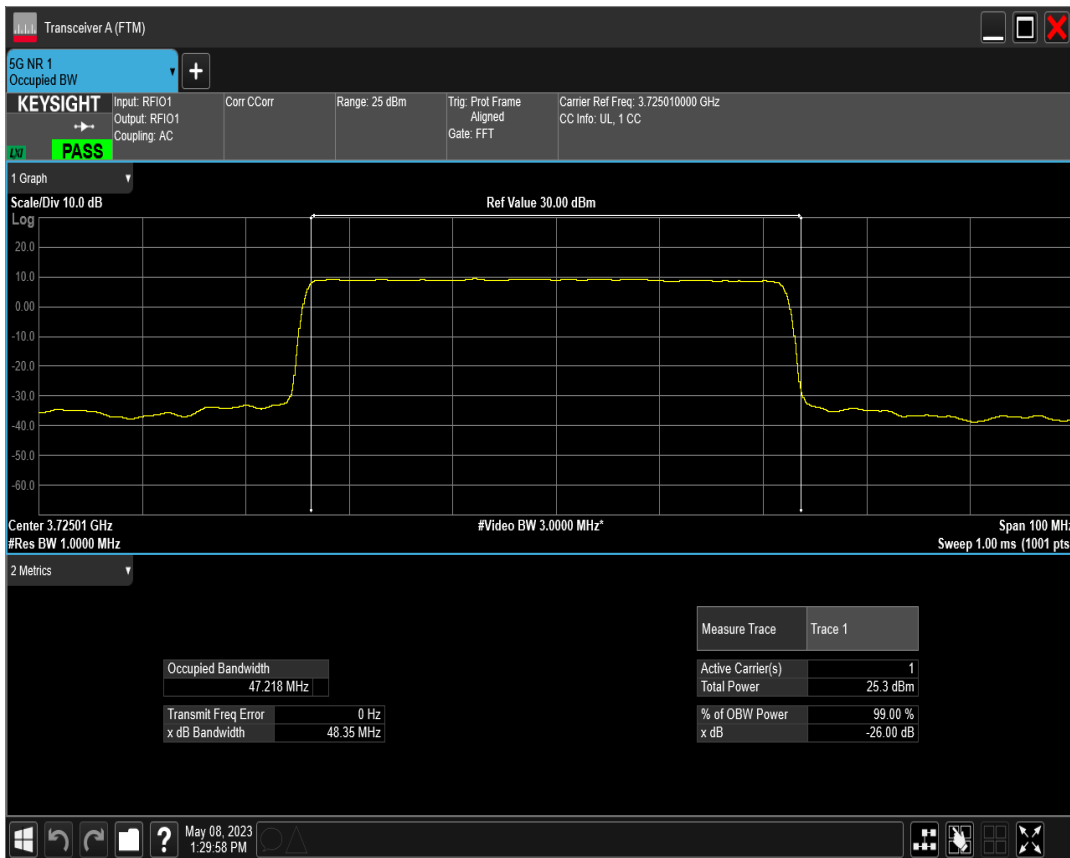 Transceiver A (FTM)
5G NR 1
Occupied BW
+
KEYSIGHT
LXI
PASS
Input: RFIO1
Output: RFIO1
Coupling: AC
Corr CCorr
Range: 25 dBm
Trig: Prot Frame
Aligned
Gate: FFT
Carrier Ref Freq: 3.725010000 GHz
CC Info: UL, 1 CC
1 Graph
Scale/Div 10.0 dB
Ref Value 30.00 dBm
Log
20.0
10.0
0.00
-10.0
-20.0
-30.0
-40.0
-50.0
-60.0
Center 3.72501 GHz
#Video BW 3.0000 MHz*
Span 100 MHz
#Res BW 1.0000 MHz
Sweep 1.00 ms (1001 pts
2 Metrics
Measure Trace Trace 1
Occupied Bandwidth
47.218 MHz
Active Carrier(s) 1
Total Power 25.3 dBm
Transmit Freq Error 0 Hz
x dB Bandwidth 48.35 MHz
% of OBW Power 99.00 %
x dB -26.00 dB
?
May 08, 2023
1:29:58 PM